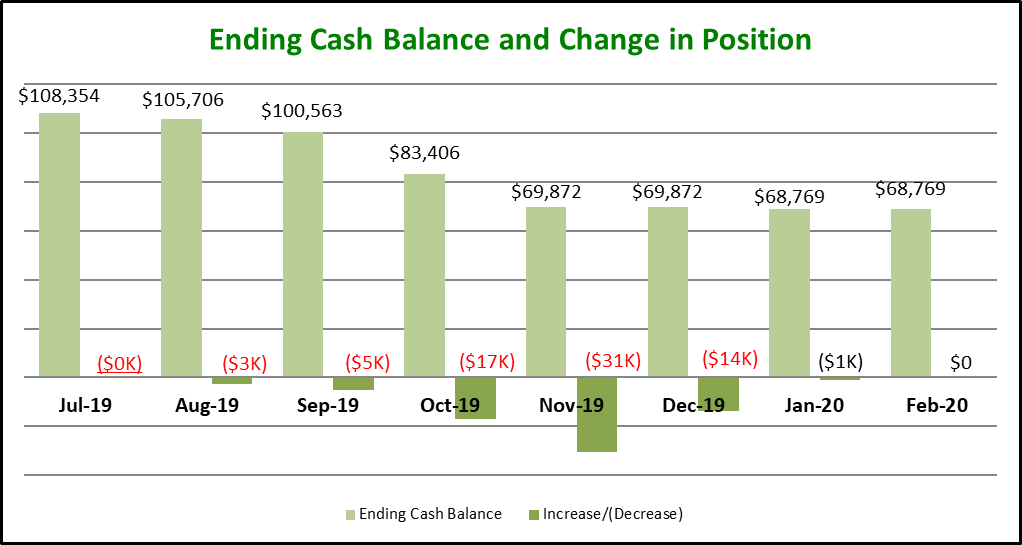 Ending Cash Balance and Change in Position
$108,354
$105,706
$100,563
$83,406
$69,872
$69,872
$68,769
$68,769
($0K)
($3K)
($5K)
($17K)
($31K)
($14K)
($1K)
$0
Jul-19
Aug-19
Sep-19
Oct-19
Nov-19
Dec-19
Jan-20
Feb-20
Ending Cash Balance
Increase/(Decrease)